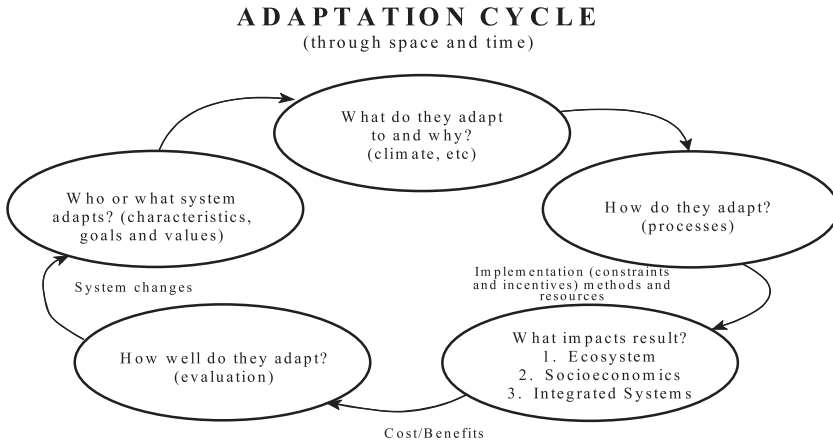 ADAPTATION CYCLE
(through space and time)
What do they adapt
to and why?
(climate, etc)
Who or what system
adapts? (characteristics,
goals and values)
How do they adapt?
(processes)
Implementation (constraints
and incentives) methods and
resources
System changes
How well do they adapt?
(evaluation)
What impacts result?
1. Ecosystem
2. Socioeconomics
3. Integrated Systems
Cost/Benefits